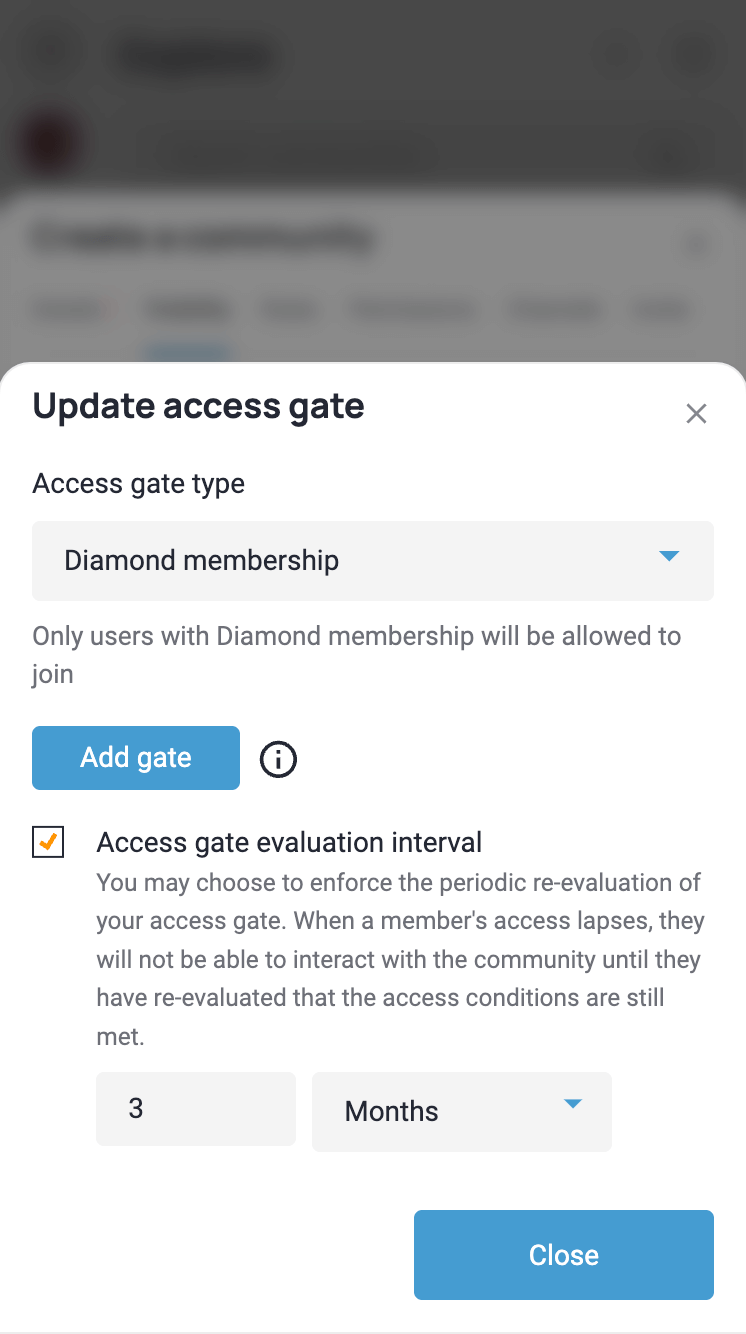 Create a community
Update access gate
Access gate type
Diamond membership
Only users with Diamond membership will be allowed to
join
Add gate
Access gate evaluation interval
You may choose to enforce the periodic re-evaluation of
your access gate. When a member's access lapses, they
will not be able to interact with the community until they
have re-evaluated that the access conditions are still
met.
3
Months
Close